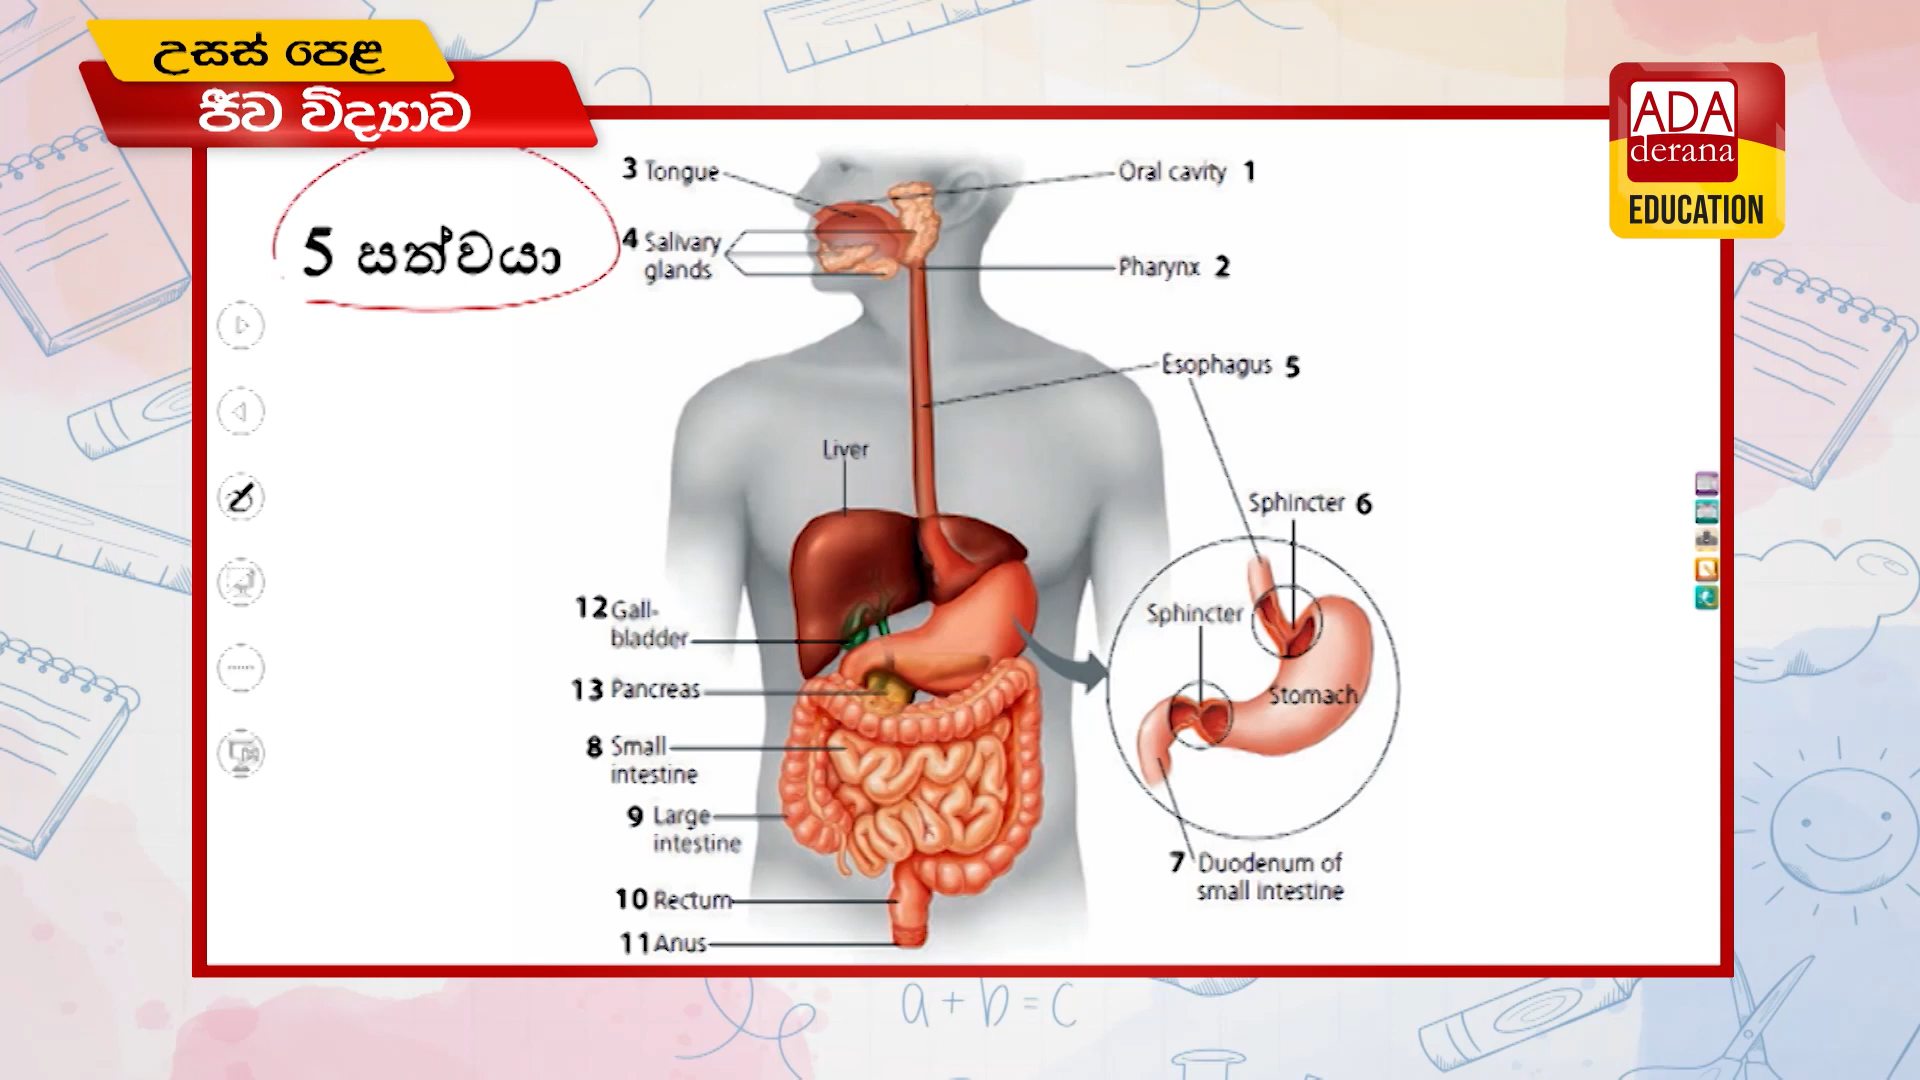 උසස් පෙළ
ජීව විද්‍යාව
ADA
derana
EDUCATION
5 සත්වයා
3 Tongue
Oral cavity 1
4 Salivary
glands
Pharynx 2
Esophagus 5
Liver
Sphincter 6
12 Gall-
bladder
Sphincter
13 Pancreas
Stomach
8 Small
intestine
9 Large
intestine
7 Duodenum of
small intestine
10 Rectum
11 Anus
a + b = c